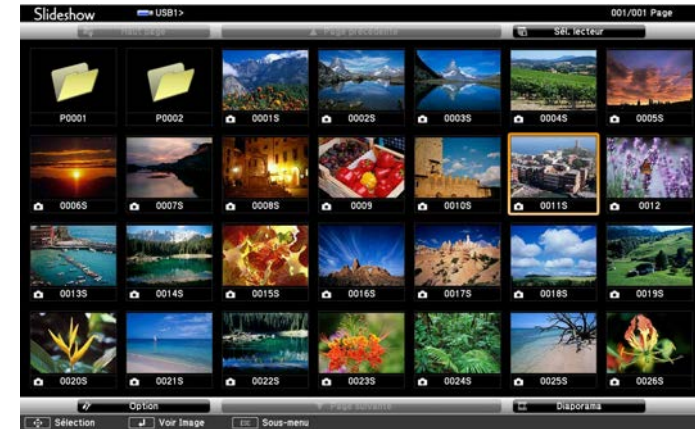 Slideshow USB1> 001/001 Page
Haut page Page précédente Sél. lecteur
P0001 P0002 0001S 0002S 0003S 0004S 0005S
0006S 0007S 0008S 0009 0010S 0011S 0012
0013S 0014S 0015S 0016S 0017S 0018S 0019S
0020S 0021S 0022S 0023S 0024S 0025S 0026S
Option Page suivante Diaporama
Sélection Voir Image Esc Sous-menu